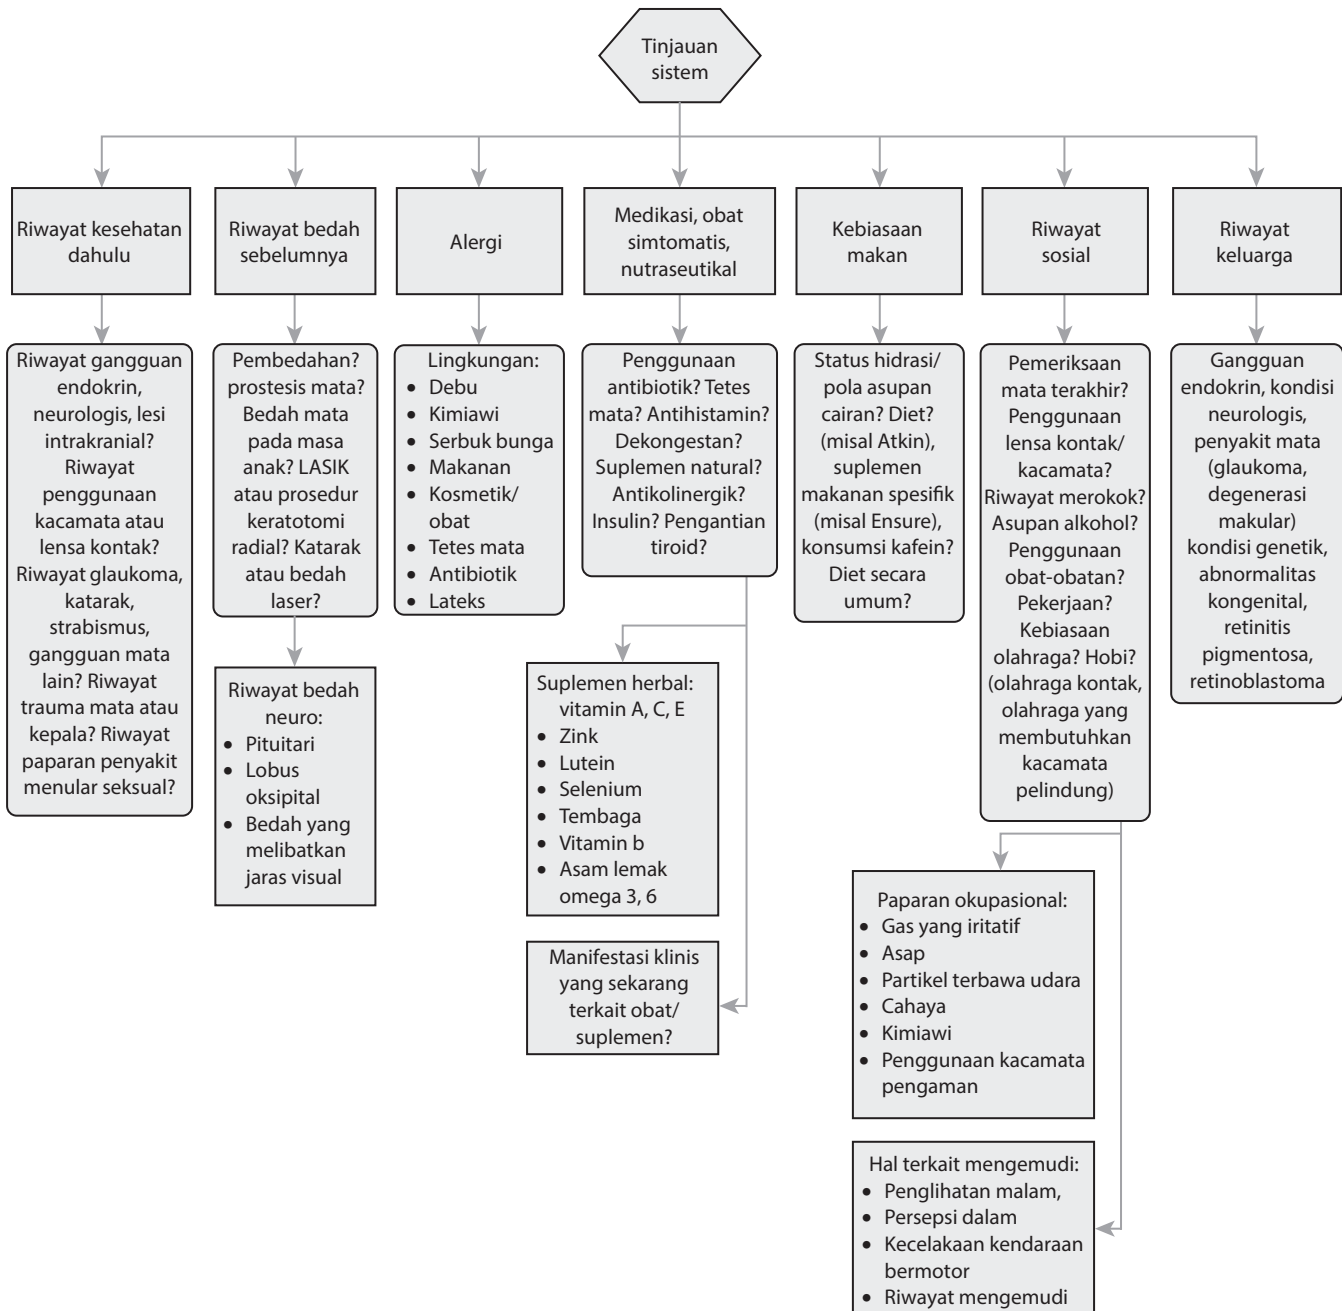 Tinjauan
sistem
Riwayat kesehatan
dahulu
Riwayat bedah
sebelumnya
Alergi
Medikasi, obat
simtomatis,
nutraseutikal
Kebiasaan
makan
Riwayat
sosial
Riwayat
keluarga
Riwayat gangguan
endokrin,
neurologis, lesi
intrakranial?
Riwayat
penggunaan
kacamata atau
lensa kontak?
Riwayat glaukoma,
katarak,
strabismus,
gangguan mata
lain? Riwayat
trauma mata atau
kepala? Riwayat
paparan penyakit
menular seksual?
Pembedahan?
prostesis mata?
Bedah mata
pada masa
anak? LASIK
atau prosedur
keratotomi
radial? Katarak
atau bedah
laser?
Riwayat bedah
neuro:
• Pituitari
• Lobus
oksipital
• Bedah yang
melibatkan
jaras visual
Lingkungan:
• Debu
• Kimiawi
• Serbuk bunga
• Makanan
• Kosmetik/
obat
• Tetes mata
• Antibiotik
• Lateks
Penggunaan
antibiotik? Tetes
mata? Antihistamin?
Dekongestan?
Suplemen natural?
Antikolinergik?
Insulin? Pengantian
tiroid?
Suplemen herbal:
vitamin A, C, E
• Zink
• Lutein
• Selenium
• Tembaga
• Vitamin b
• Asam lemak
omega 3, 6
Manifestasi klinis
yang sekarang
terkait obat/
suplemen?
Status hidrasi/
pola asupan
cairan? Diet?
(misal Atkin),
suplemen
makanan spesifik
(misal Ensure),
konsumsi kafein?
Diet secara
umum?
Pemeriksaan
mata terakhir?
Penggunaan
lensa kontak/
kacamata?
Riwayat merokok?
Asupan alkohol?
Penggunaan
obat-obatan?
Pekerjaan?
Kebiasaan
olahraga? Hobi?
(olahraga kontak,
olahraga yang
membutuhkan
kacamata
pelindung)
Paparan okupasional:
• Gas yang iritatif
• Asap
• Partikel terbawa udara
• Cahaya
• Kimiawi
• Penggunaan kacamata
pengaman
Hal terkait mengemudi:
• Penglihatan malam,
• Persepsi dalam
• Kecelakaan kendaraan
bermotor
• Riwayat mengemudi
Gangguan
endokrin, kondisi
neurologis,
penyakit mata
(glaukoma,
degenerasi
makular)
kondisi genetik,
abnormalitas
kongenital,
retinitis
pigmentosa,
retinoblastoma